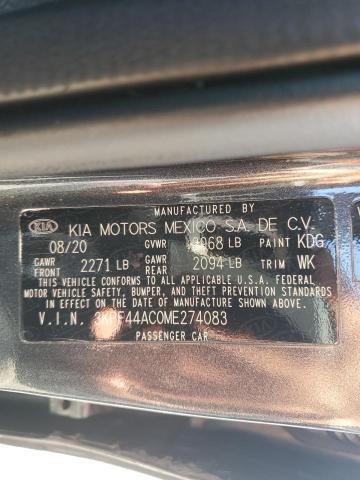 MANUFACTURED BY
KIA KIA MOTORS MEXICO S.A. DE C.V.
08/20 GVWR LB PAINT KDG
GAWR FRONT 2271 LB GAWR REAR 2094 LB TRIM WK
THIS VEHICLE CONFORMS TO ALL APPLICABLE U.S.A. FEDERAL
MOTOR VEHICLE SAFETY, BUMPER, AND THEFT PREVENTION STANDARDS
IN EFFECT ON THE DATE OF MANUFACTURE SHOWN ABOVE.
V.I.N.
PASSENGER CAR